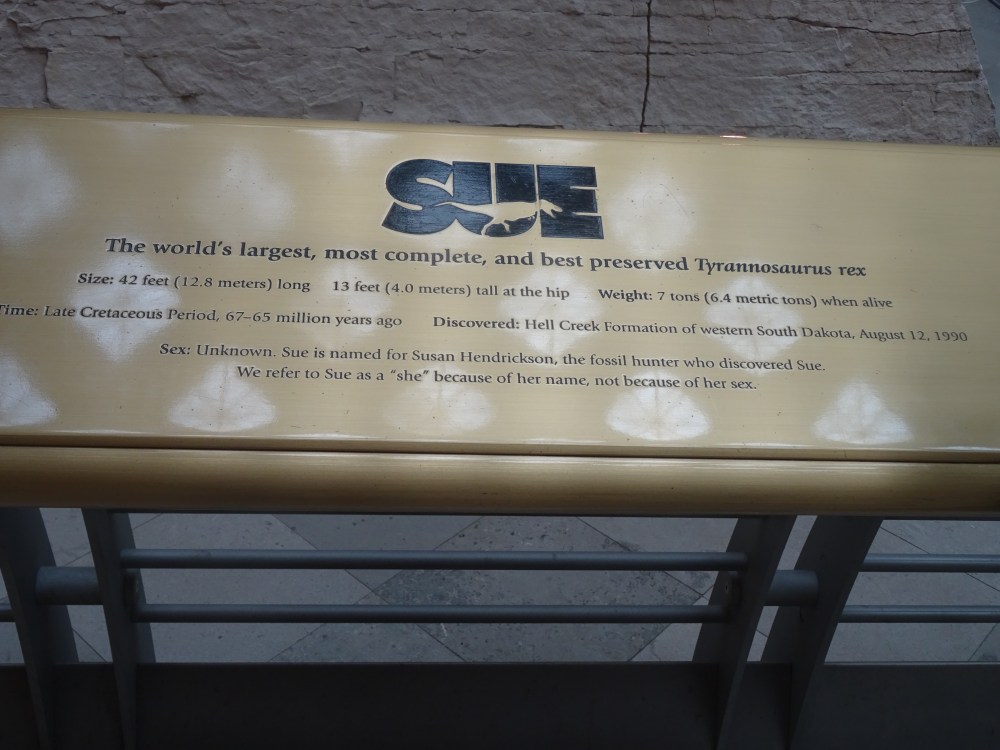 SUE
The world's largest, most complete, and best preserved Tyrannosaurus rex
Size: 42 feet (12.8 meters) long 13 feet (4.0 meters) tall at the hip Weight: 7 tons (6.4 metric tons) when alive
Time: Late Cretaceous Period, 67–65 million years ago Discovered: Hell Creek Formation of western South Dakota, August 12, 1990
Sex: Unknown. Sue is named for Susan Hendrickson, the fossil hunter who discovered Sue.
We refer to Sue as a "she" because of her name, not because of her sex.